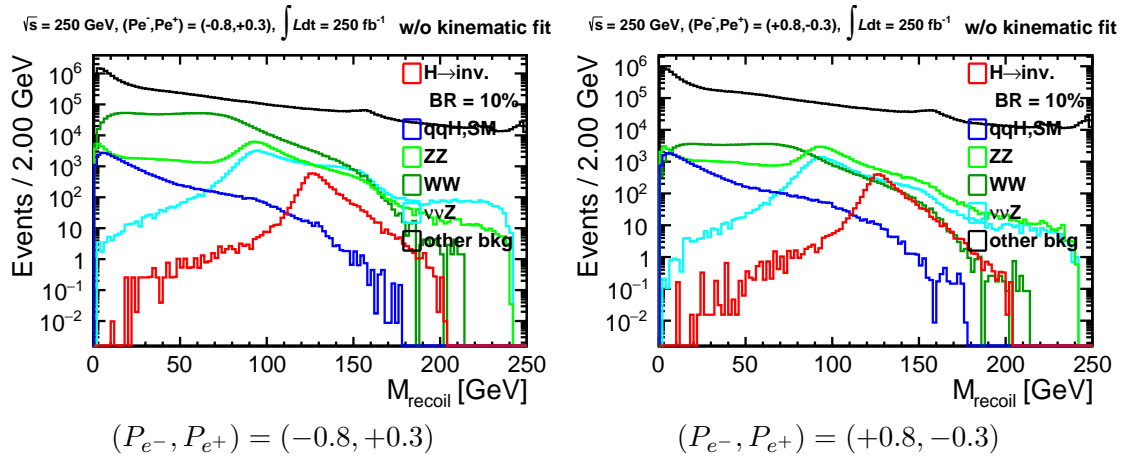 √s = 250 GeV, (Pe⁻,Pe⁺) = (-0.8,+0.3), ∫Ldt = 250 fb⁻¹ w/o kinematic fit
Events / 2.00 GeV
10⁶
10⁵
10⁴
10³
10²
10
1
10⁻¹
10⁻²
H→inv.
BR = 10%
qqH,SM
ZZ
WW
ννZ
other bkg
0 50 100 150 200 250
M_recoil [GeV]
(P_{e−}, P_{e+}) = (−0.8, +0.3)
√s = 250 GeV, (Pe⁻,Pe⁺) = (+0.8,-0.3), ∫Ldt = 250 fb⁻¹ w/o kinematic fit
Events / 2.00 GeV
10⁶
10⁵
10⁴
10³
10²
10
1
10⁻¹
10⁻²
H→inv.
BR = 10%
qqH,SM
ZZ
WW
ννZ
other bkg
0 50 100 150 200 250
M_recoil [GeV]
(P_{e−}, P_{e+}) = (+0.8, −0.3)